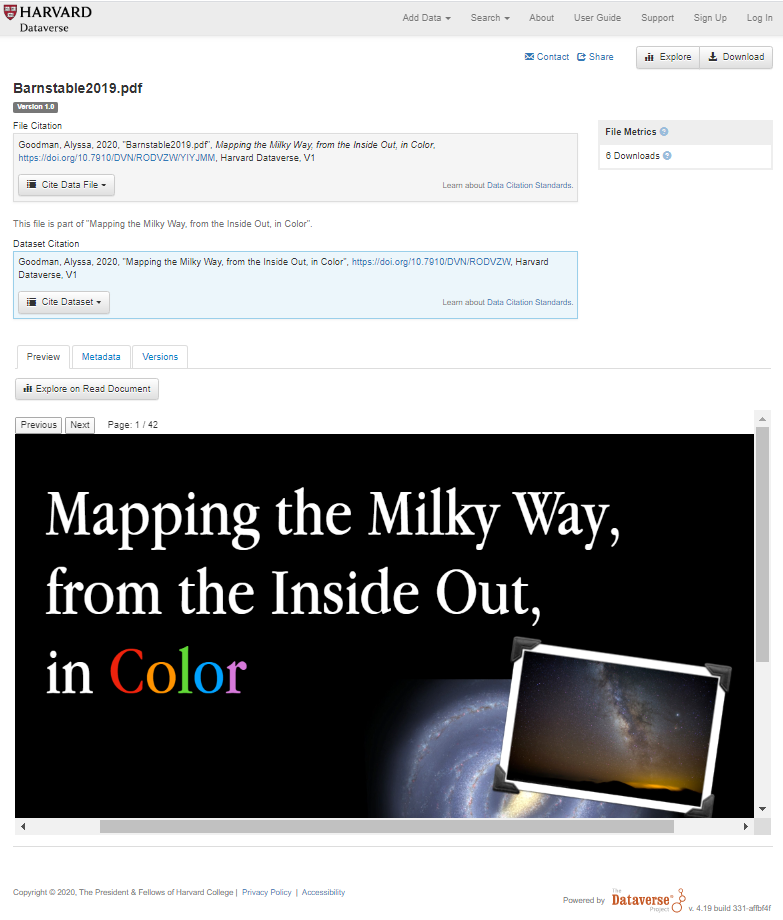 HARVARD
Dataverse
Add Data Search About User Guide Support Sign Up Log In
Contact Share Explore Download
Barnstable2019.pdf
Version 1.0
File Citation
Goodman, Alyssa, 2020, "Barnstable2019.pdf", Mapping the Milky Way, from the Inside Out, in Color,
https://doi.org/10.7910/DVN/RODVZW/YIYJMM, Harvard Dataverse, V1
Cite Data File
Learn about Data Citation Standards.
File Metrics
6 Downloads
This file is part of "Mapping the Milky Way, from the Inside Out, in Color".
Dataset Citation
Goodman, Alyssa, 2020, "Mapping the Milky Way, from the Inside Out, in Color", https://doi.org/10.7910/DVN/RODVZW, Harvard
Dataverse, V1
Cite Dataset
Learn about Data Citation Standards.
Preview Metadata Versions
Explore on Read Document
Previous Next Page: 1 / 42
Mapping the Milky Way,
from the Inside Out,
in Color
Copyright © 2020, The President & Fellows of Harvard College | Privacy Policy | Accessibility
Powered by The Dataverse Project v. 4.19 build 331-affbf4f